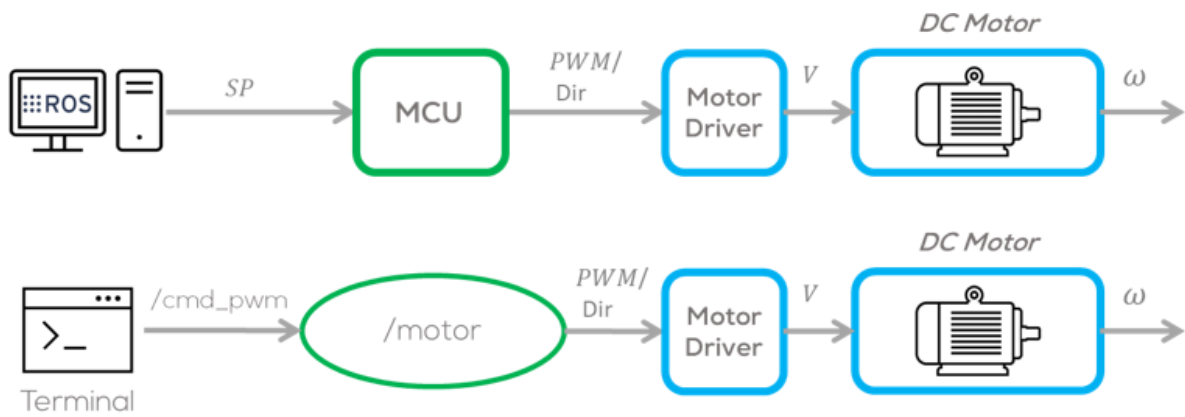 DC Motor
ROS
SP
MCU
PWM/
Dir
Motor
Driver
V
ω
DC Motor
/cmd_pwm
/motor
PWM/
Dir
Motor
Driver
V
ω
>_
Terminal